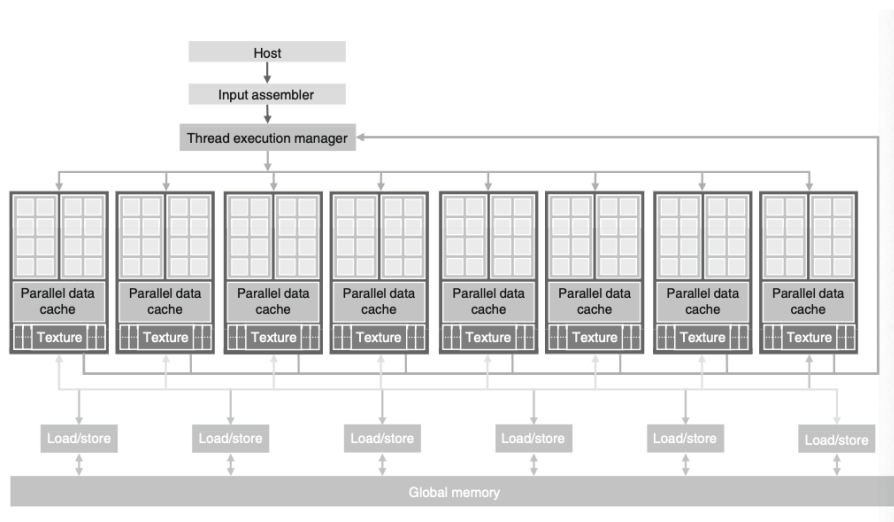 Host
Input assembler
Thread execution manager
Parallel data
cache
Parallel data
cache
Parallel data
cache
Parallel data
cache
Parallel data
cache
Parallel data
cache
Parallel data
cache
Parallel data
cache
Texture
Texture
Texture
Texture
Texture
Texture
Texture
Texture
Load/store
Load/store
Load/store
Load/store
Load/store
Load/store
Global memory